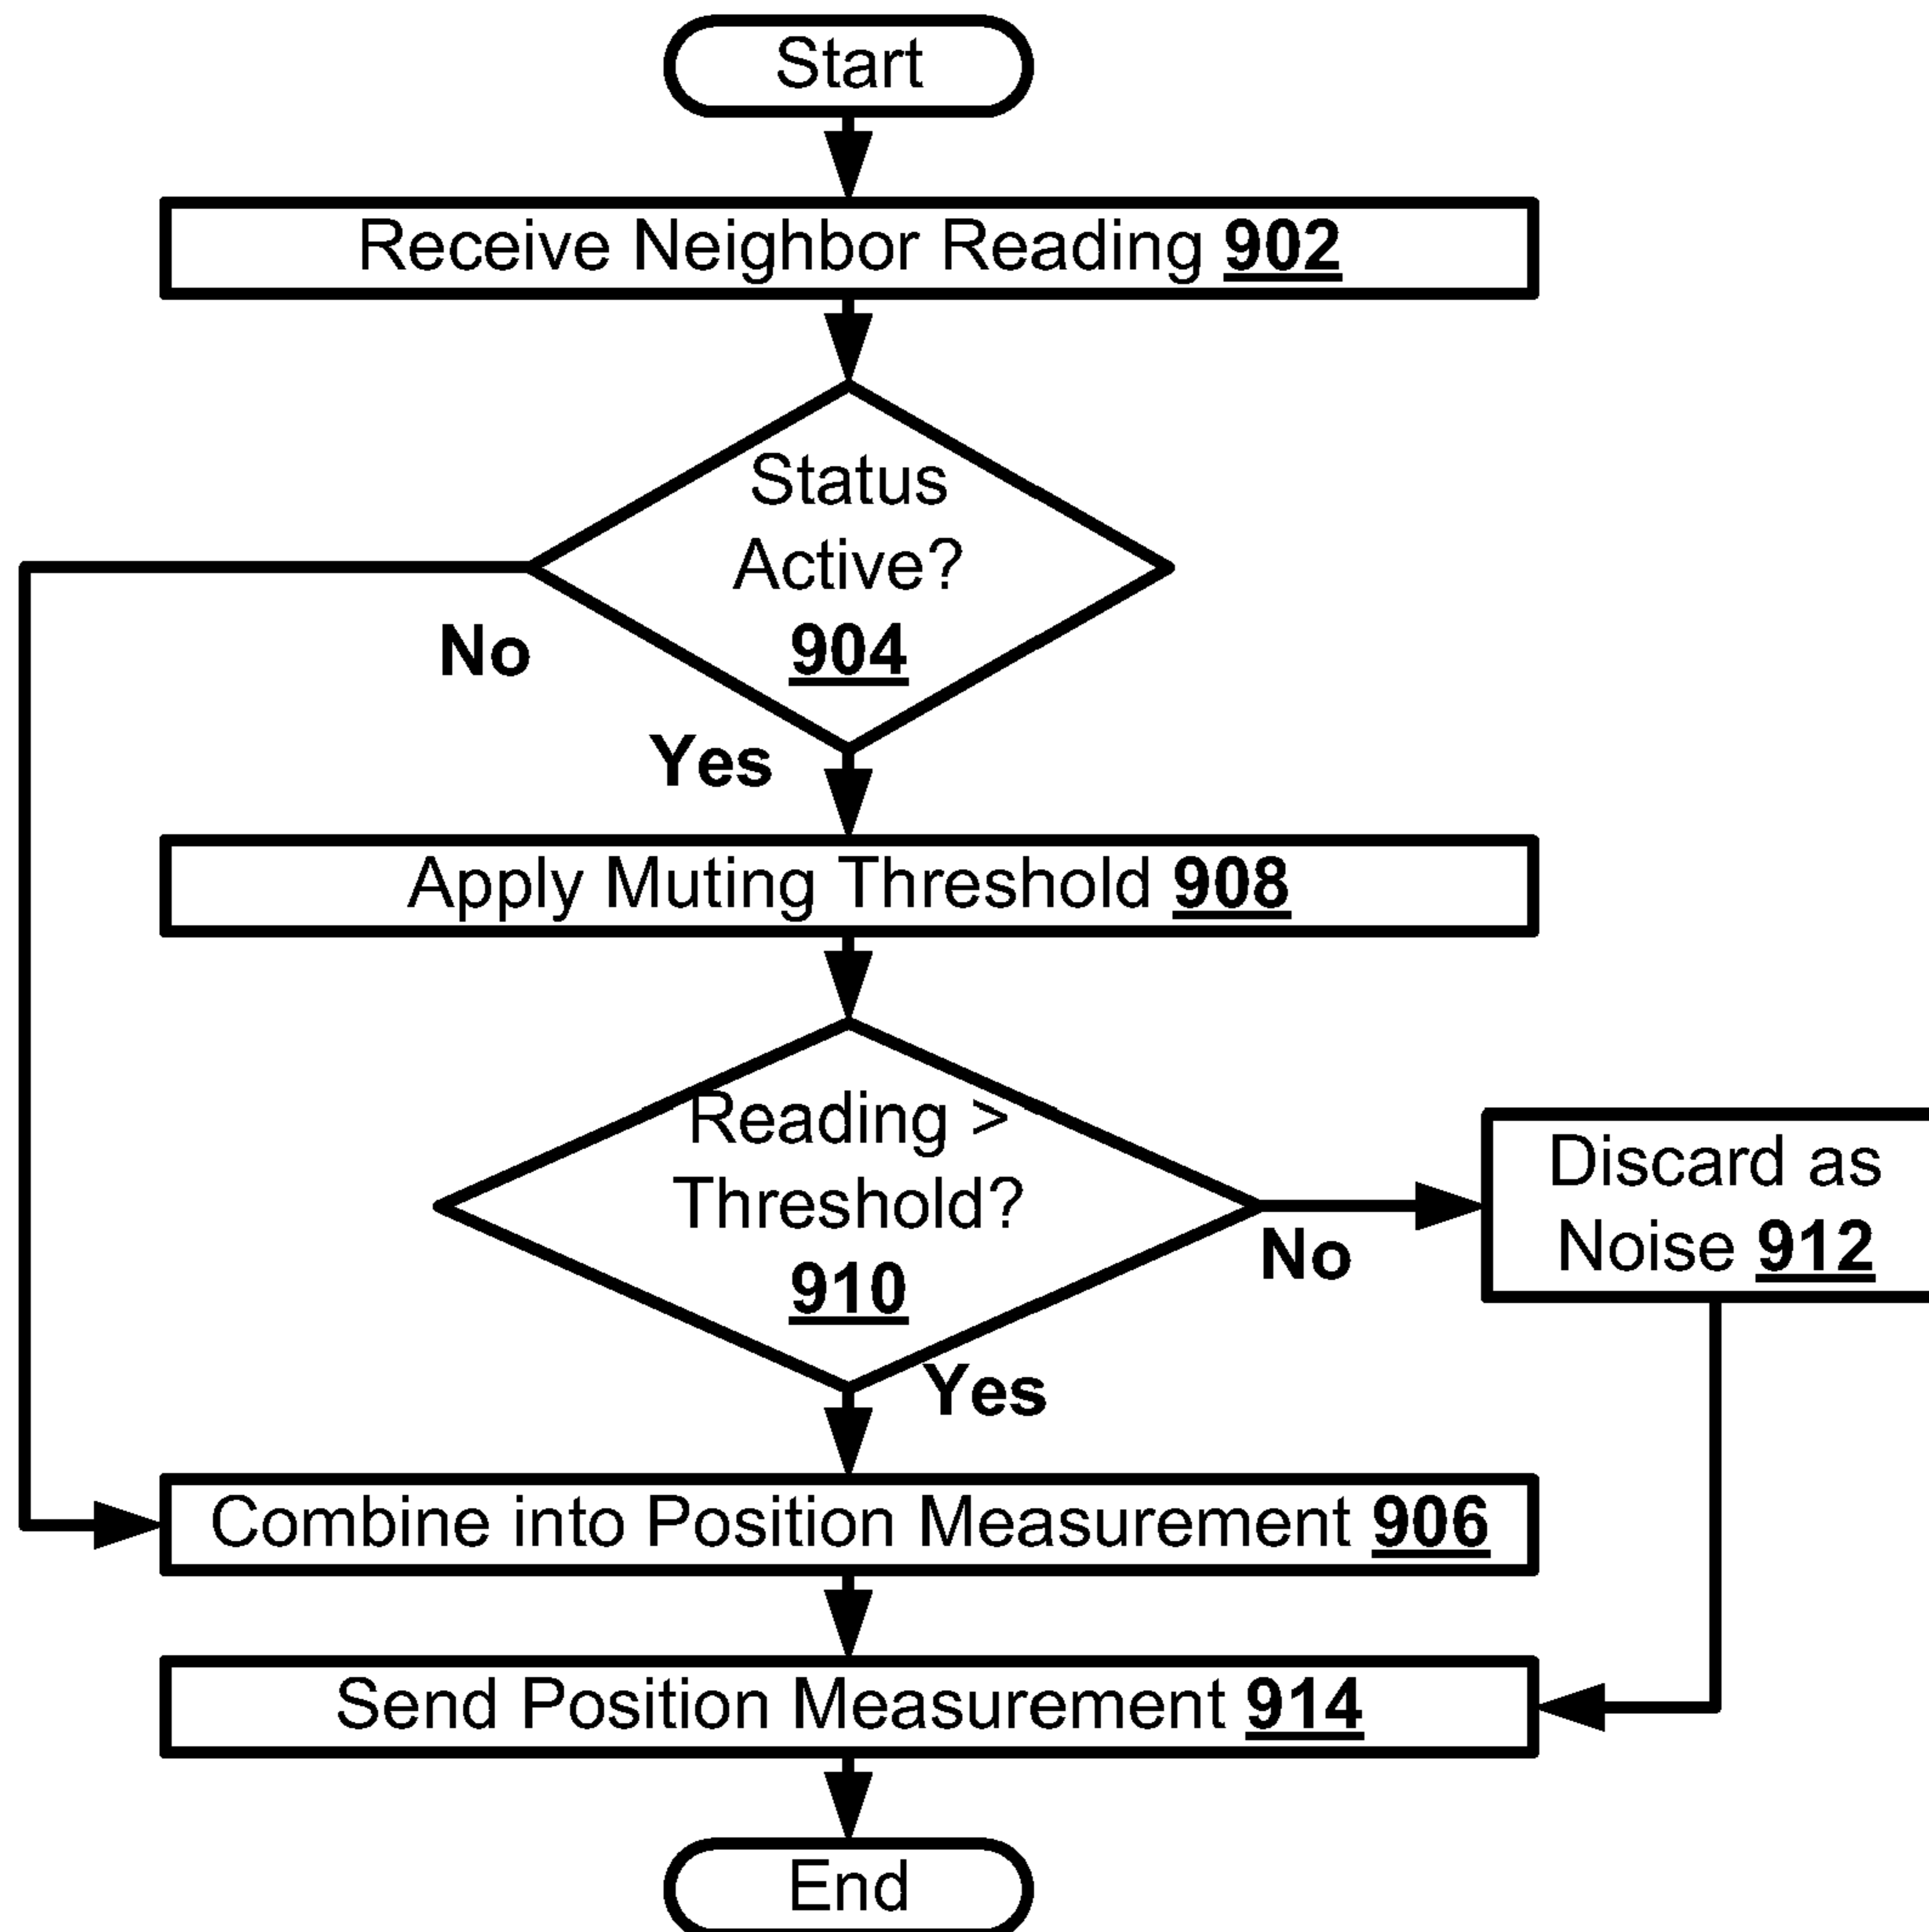 Start
Receive Neighbor Reading 902
Status
Active?
904
No
Yes
Apply Muting Threshold 908
Reading >
Threshold?
910
No
Discard as
Noise 912
Yes
Combine into Position Measurement 906
Send Position Measurement 914
End